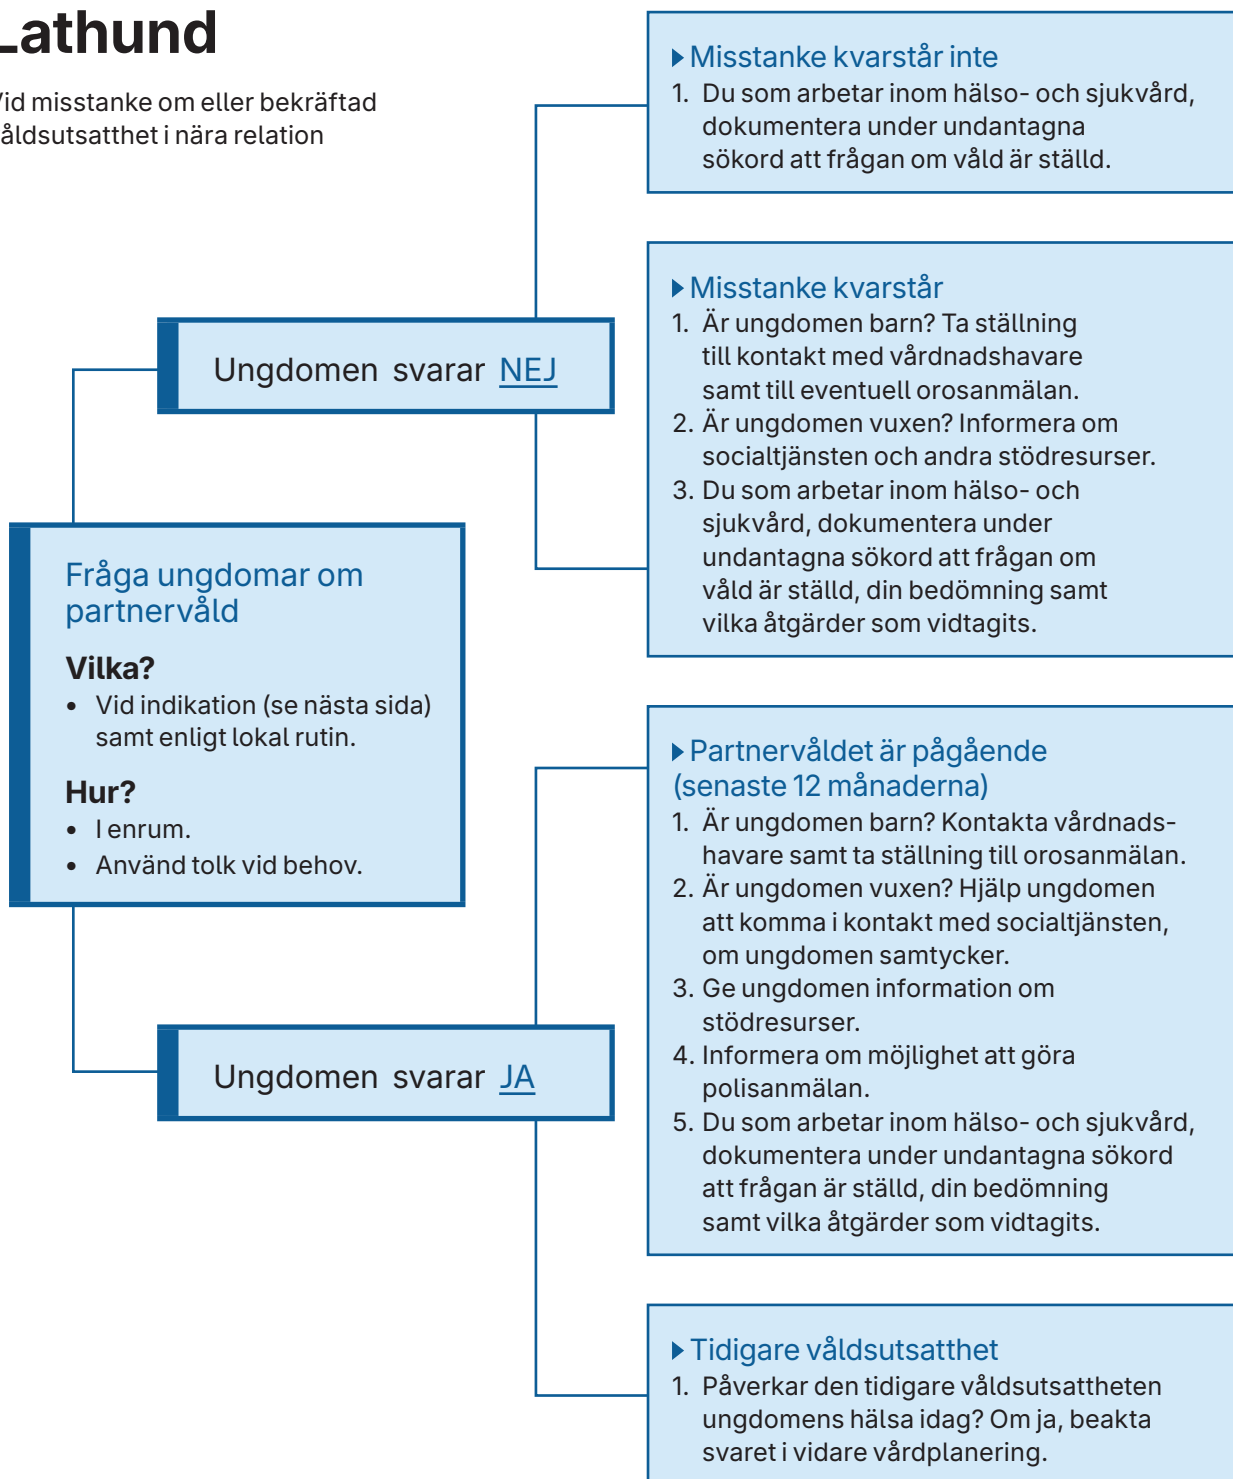 Lathund
Vid misstanke om eller bekräftad
våldsutsatthet i nära relation
▸ Misstanke kvarstår inte
1. Du som arbetar inom hälso- och sjukvård,
dokumentera under undantagna
sökord att frågan om våld är ställd.
▸ Misstanke kvarstår
1. Är ungdomen barn? Ta ställning
till kontakt med vårdnadshavare
samt till eventuell orosanmälan.
2. Är ungdomen vuxen? Informera om
socialtjänsten och andra stödresurser.
3. Du som arbetar inom hälso- och
sjukvård, dokumentera under
undantagna sökord att frågan om
våld är ställd, din bedömning samt
vilka åtgärder som vidtagits.
Ungdomen svarar NEJ
Fråga ungdomar om
partnervåld
Vilka?
• Vid indikation (se nästa sida)
samt enligt lokal rutin.
Hur?
• I enrum.
• Använd tolk vid behov.
Ungdomen svarar JA
▸ Partnervåldet är pågående
(senaste 12 månaderna)
1. Är ungdomen barn? Kontakta vårdnads-
havare samt ta ställning till orosanmälan.
2. Är ungdomen vuxen? Hjälp ungdomen
att komma i kontakt med socialtjänsten,
om ungdomen samtycker.
3. Ge ungdomen information om
stödresurser.
4. Informera om möjlighet att göra
polisanmälan.
5. Du som arbetar inom hälso- och sjukvård,
dokumentera under undantagna sökord
att frågan är ställd, din bedömning
samt vilka åtgärder som vidtagits.
▸ Tidigare våldsutsatthet
1. Påverkar den tidigare våldsutsattheten
ungdomens hälsa idag? Om ja, beakta
svaret i vidare vårdplanering.